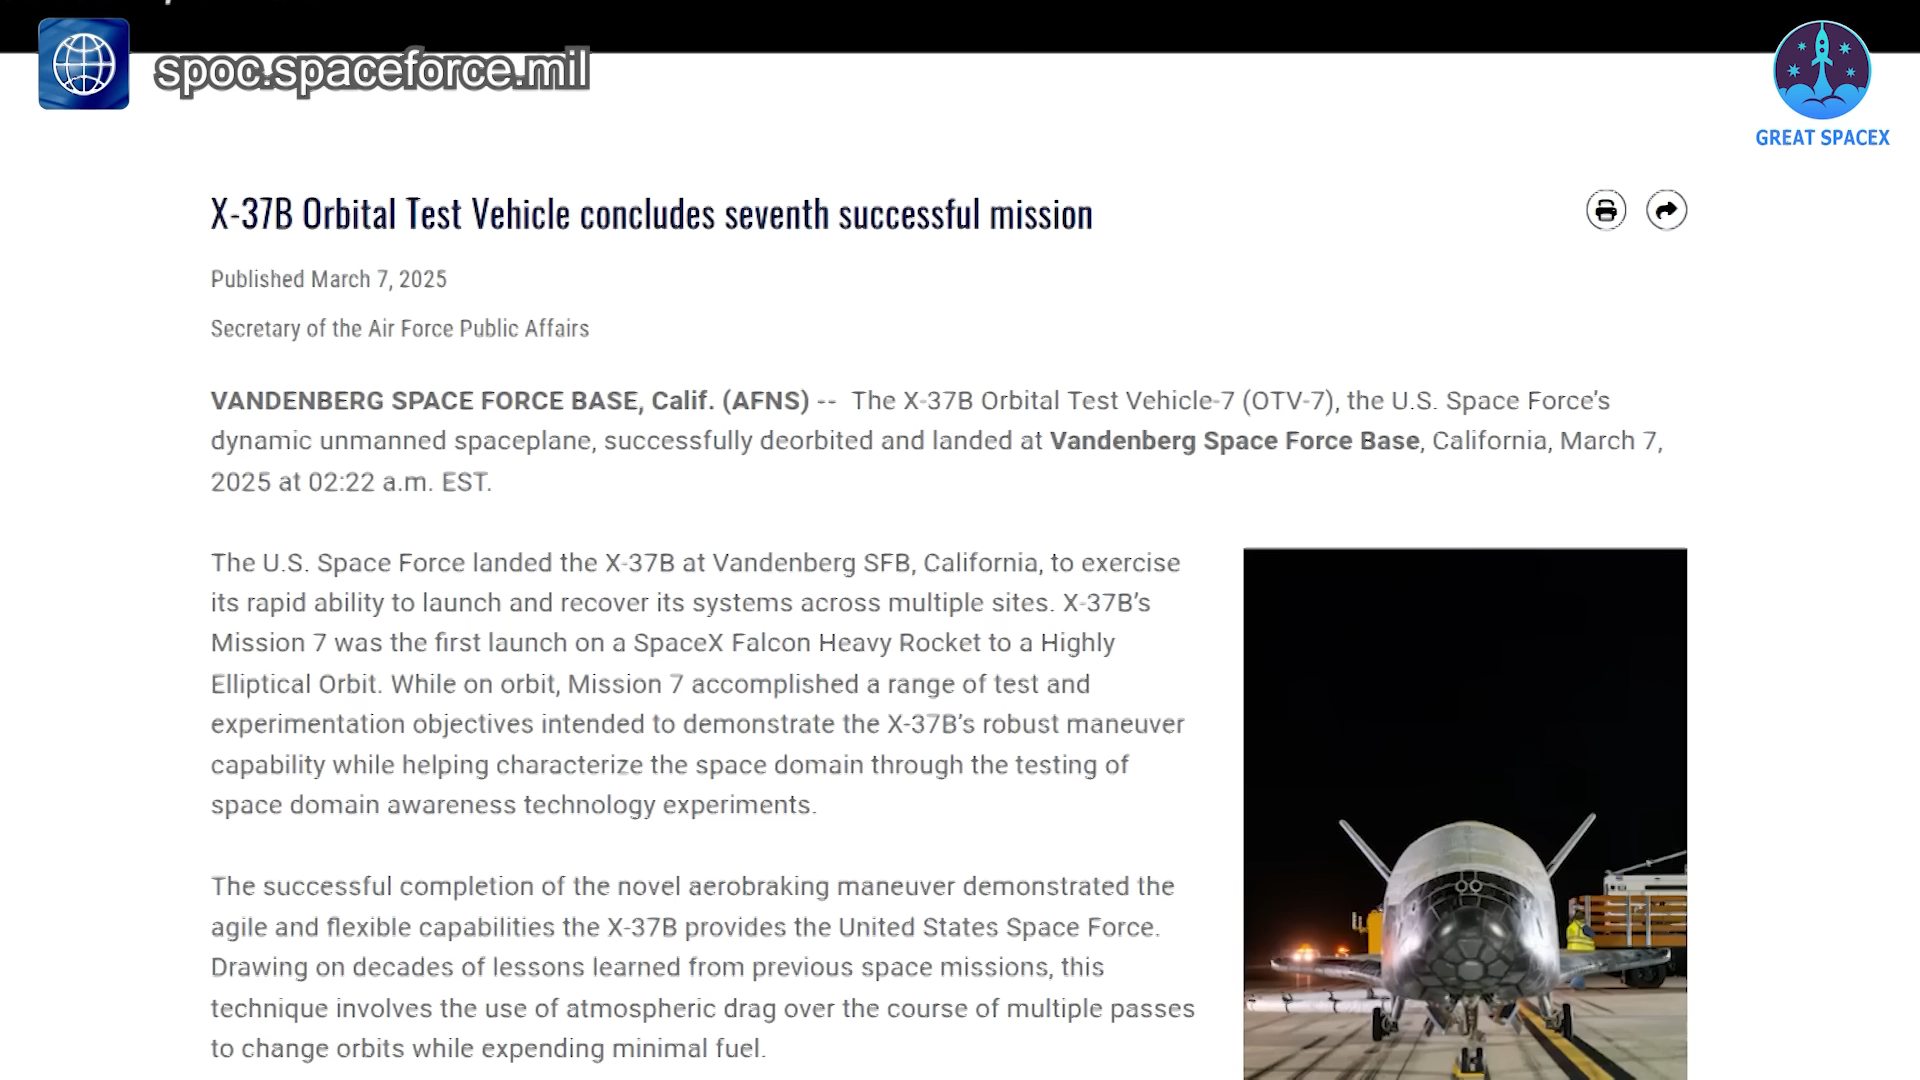 spoc.spaceforce.mil
GREAT SPACEX
X-37B Orbital Test Vehicle concludes seventh successful mission
Published March 7, 2025
Secretary of the Air Force Public Affairs
VANDENBERG SPACE FORCE BASE, Calif. (AFNS) -- The X-37B Orbital Test Vehicle-7 (OTV-7), the U.S. Space Force's
dynamic unmanned spaceplane, successfully deorbited and landed at Vandenberg Space Force Base, California, March 7,
2025 at 02:22 a.m. EST.
The U.S. Space Force landed the X-37B at Vandenberg SFB, California, to exercise
its rapid ability to launch and recover its systems across multiple sites. X-37B's
Mission 7 was the first launch on a SpaceX Falcon Heavy Rocket to a Highly
Elliptical Orbit. While on orbit, Mission 7 accomplished a range of test and
experimentation objectives intended to demonstrate the X-37B's robust maneuver
capability while helping characterize the space domain through the testing of
space domain awareness technology experiments.
The successful completion of the novel aerobraking maneuver demonstrated the
agile and flexible capabilities the X-37B provides the United States Space Force.
Drawing on decades of lessons learned from previous space missions, this
technique involves the use of atmospheric drag over the course of multiple passes
to change orbits while expending minimal fuel.